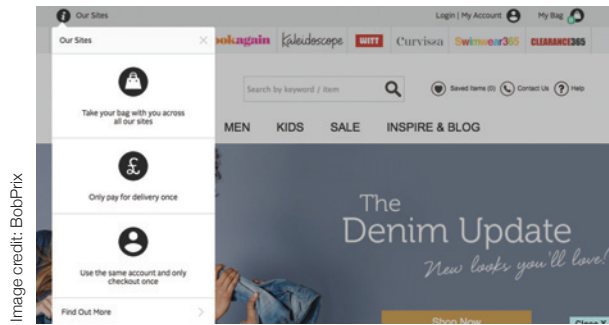 Our Sites
Login | My Account
My Bag
Our Sites
okagain kaleidoscope WITT Curvissa Swimwear365 CLEARANCE365
Take your bag with you across
all our sites
£
Only pay for delivery once
Use the same account and only
checkout once
Find Out More
Search by keyword / item
Saved Items (0) Contact Us ? Help
MEN KIDS SALE INSPIRE & BLOG
The
Denim Update
New looks you'll love!
Shop Now
Close X
Image credit: BobPrix